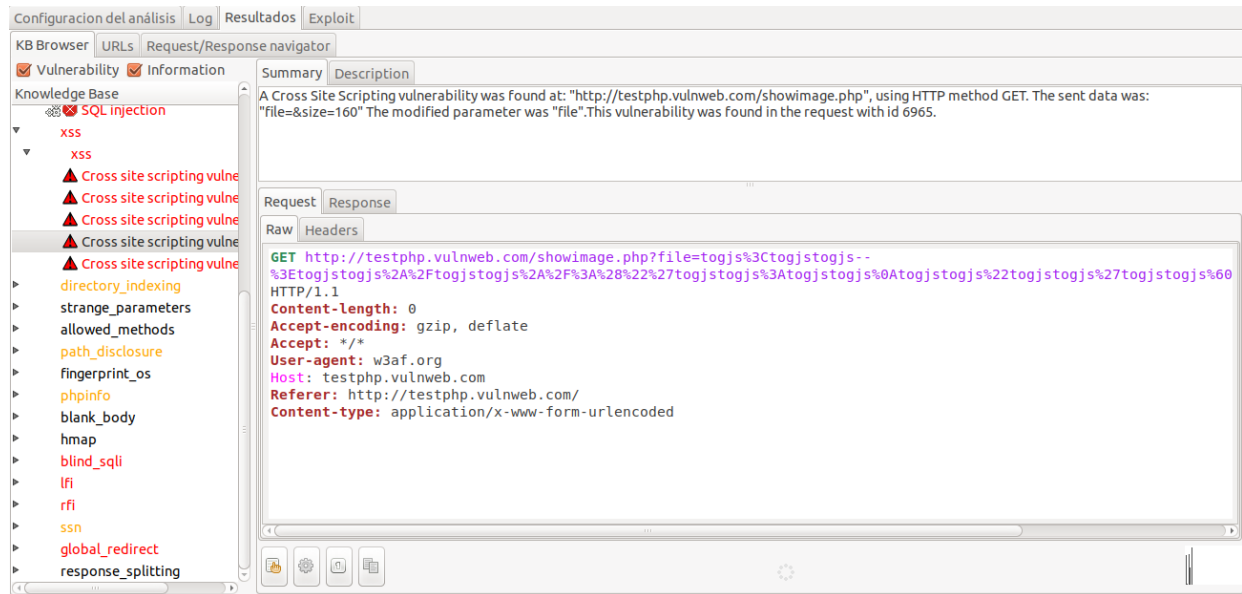 Configuracion del análisis Log Resultados Exploit
KB Browser URLs Request/Response navigator
Vulnerability Information
Knowledge Base
SQL injection
xss
xss
Cross site scripting vulne
Cross site scripting vulne
Cross site scripting vulne
Cross site scripting vulne
Cross site scripting vulne
directory_indexing
strange_parameters
allowed_methods
path_disclosure
fingerprint_os
phpinfo
blank_body
hmap
blind_sqli
lfi
rfi
ssn
global_redirect
response_splitting
Summary Description
A Cross Site Scripting vulnerability was found at: "http://testphp.vulnweb.com/showimage.php", using HTTP method GET. The sent data was:
"file=&size=160" The modified parameter was "file".This vulnerability was found in the request with id 6965.
Request Response
Raw Headers
GET http://testphp.vulnweb.com/showimage.php?file=togjs%3Ctogjstogjs--
%3Etogjstogjs%2A%2Ftogjstogjs%2A%2F%3A%28%22%27togjstogjs%3Atogjstogjs%0Atogjstogjs%22togjstogjs%27togjstogjs%60
HTTP/1.1
Content-length: 0
Accept-encoding: gzip, deflate
Accept: */*
User-agent: w3af.org
Host: testphp.vulnweb.com
Referer: http://testphp.vulnweb.com/
Content-type: application/x-www-form-urlencoded